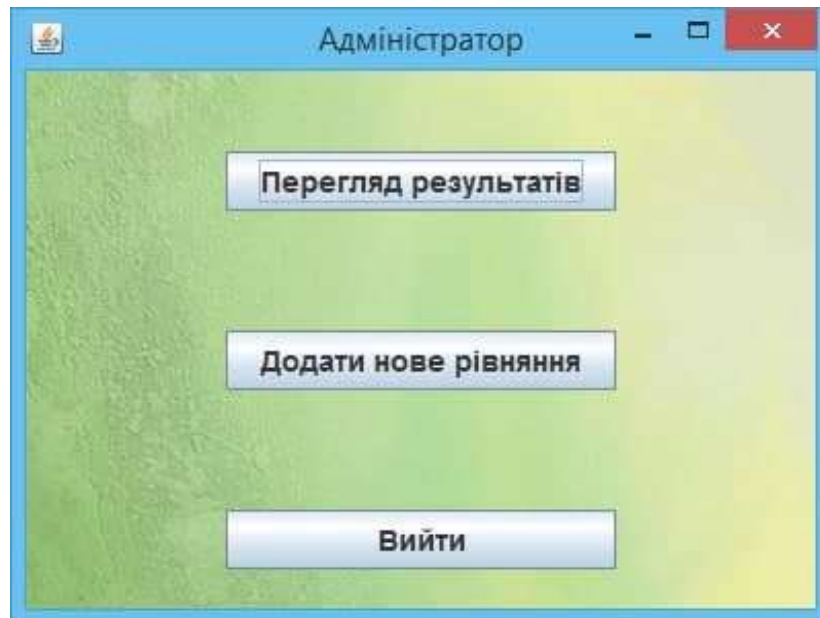 Адміністратор
Перегляд результатів
Додати нове рівняння
Вийти